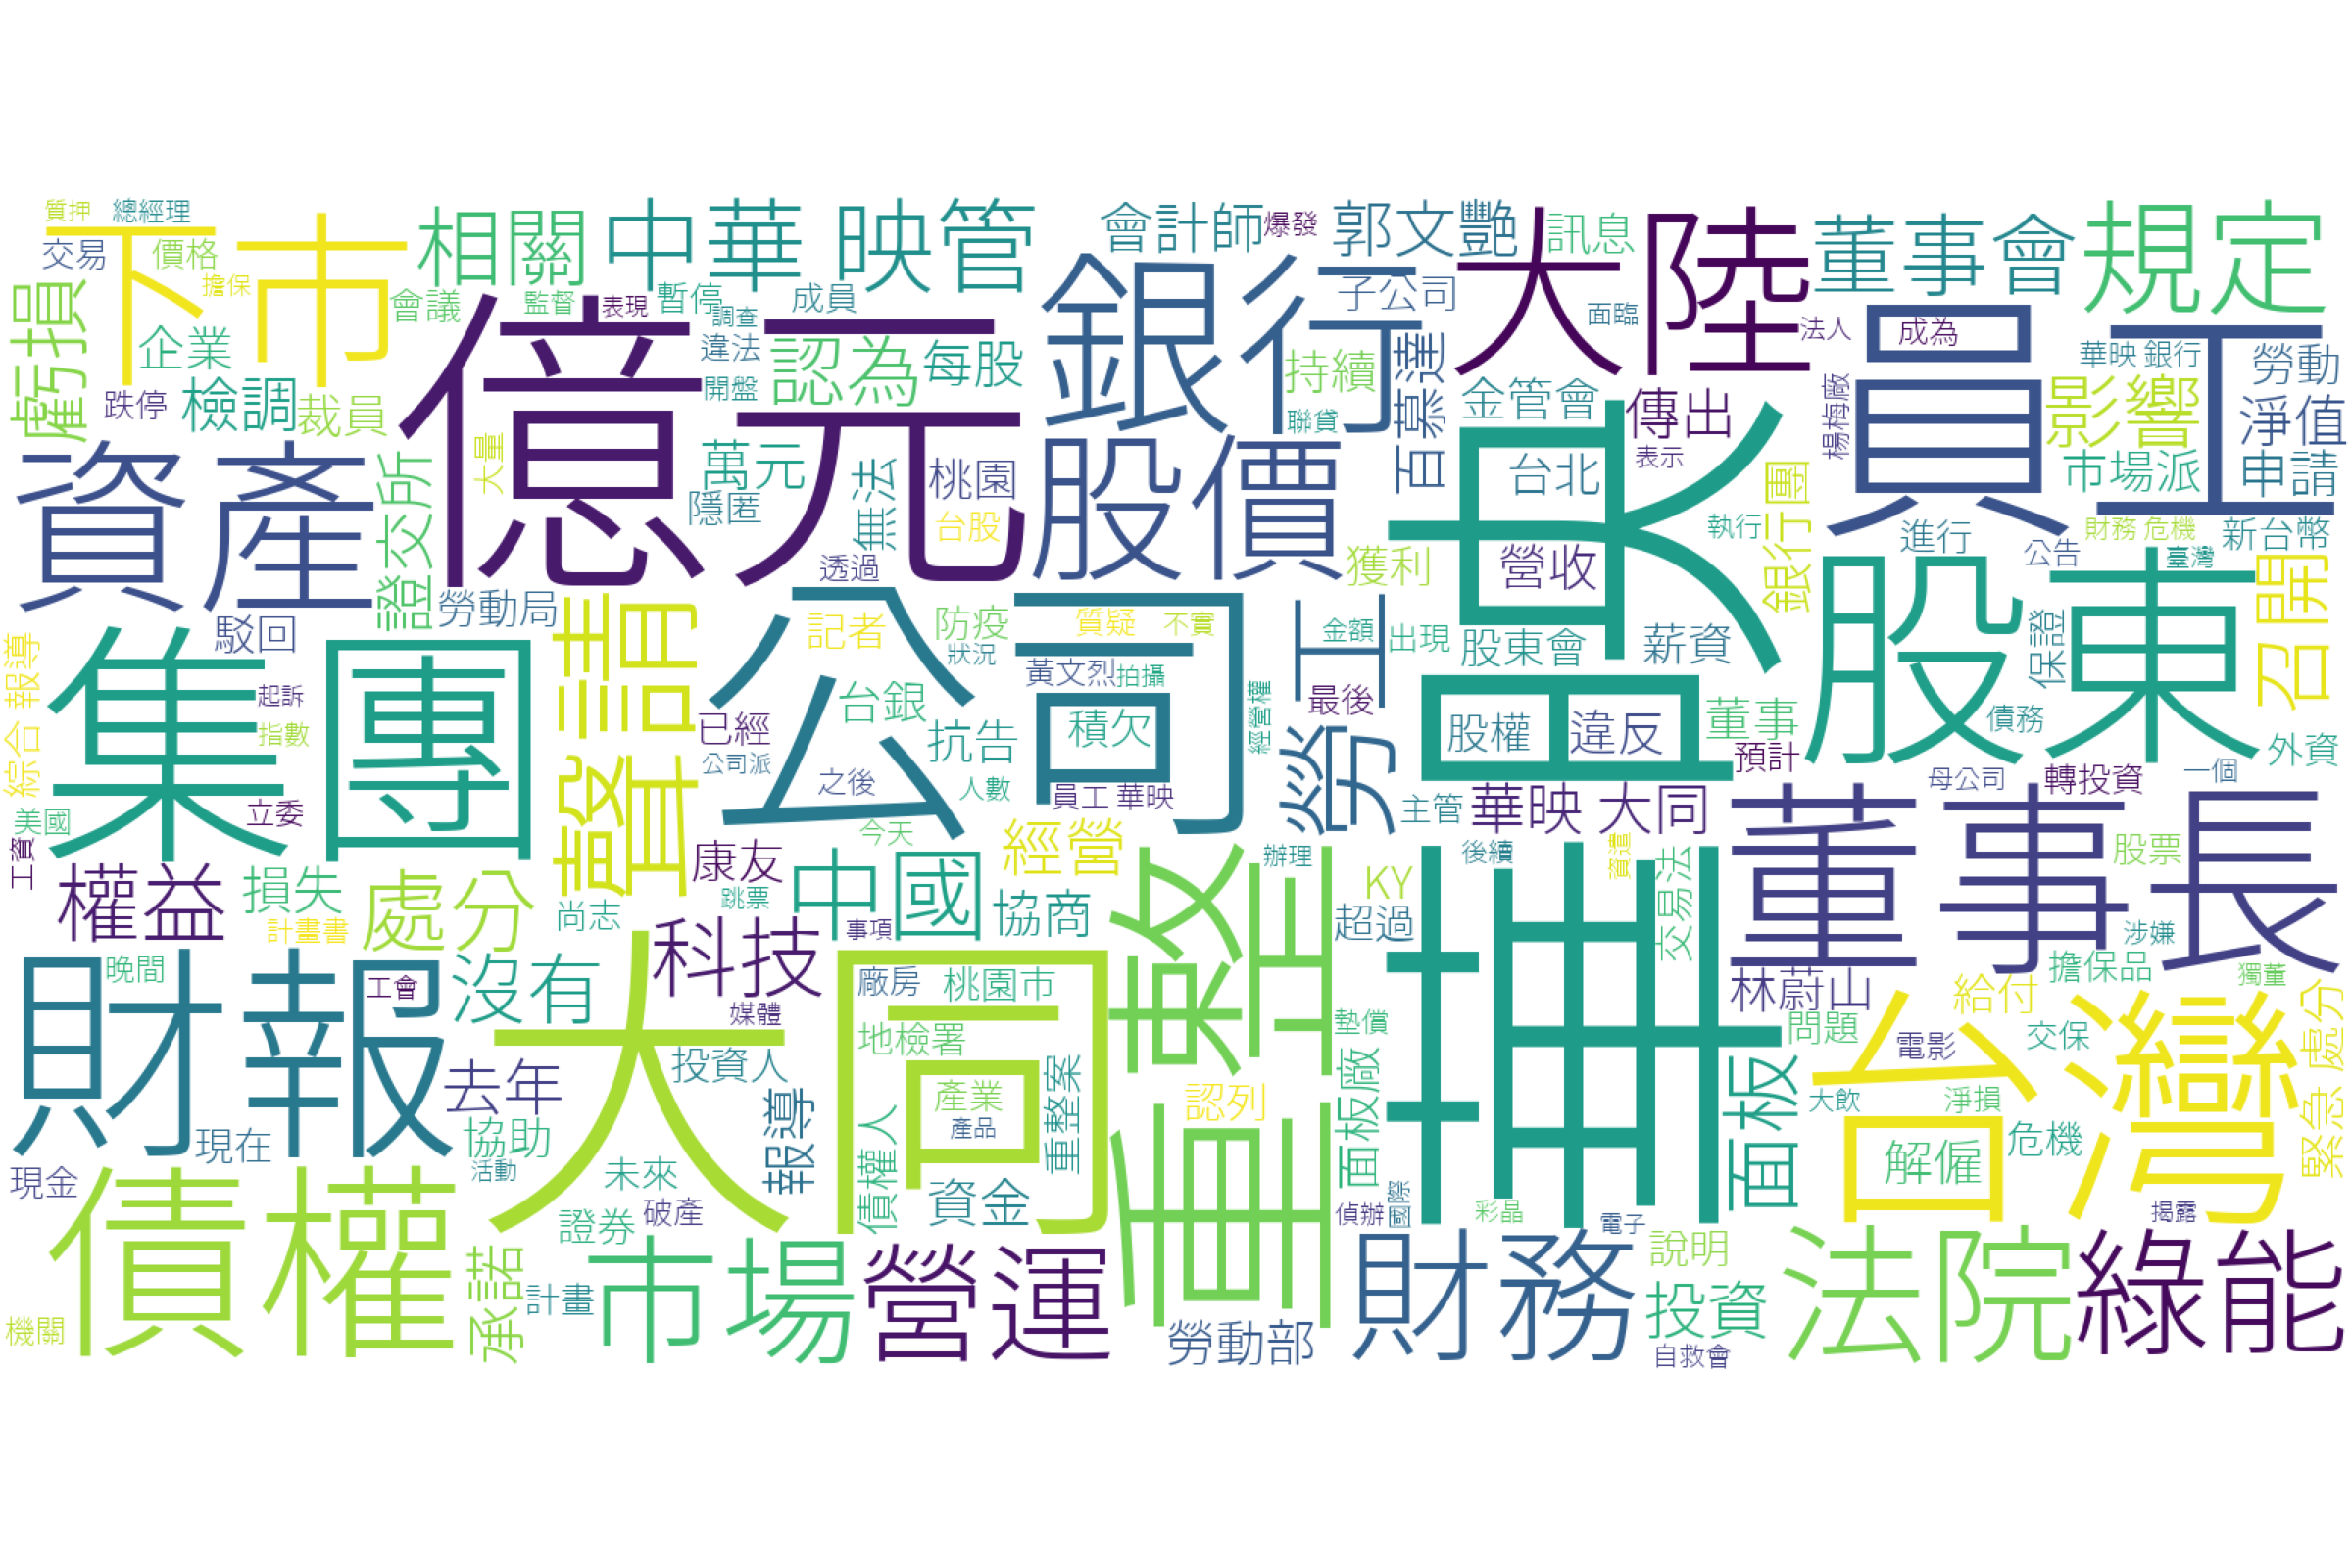 質押
總經理
下市
相關
中華 映管
會計師
爆發
郭文艷
訊息
大陸
董事會
規定
交易
價格
擔保
會議
監督
表現
暫停
調查
成員
銀行
子公司
面臨
法人
成為
員工
華映 銀行
勞動
虧損
企業
億元
違法
認為
每股
持續
百慕達
金管會
傳出
楊梅廠
影響
淨值
跌停
檢調
裁員
開盤
聯貸
資產
證交所
大量
萬元
隱匿
無法
桃園
台股
股價
華映
台北
表示
銀行團
市場派
申請
執行
進行
財務 危機
新台幣
透過
獲利
營收
公告
臺灣
召開
駁回
勞動局
聲請
公司
記者
防疫
質疑
不實
勞工
金額
出現
股東會
薪資
股東
保證
綜合 報導
集團
起訴
狀況
黃文烈
拍攝
最後
台銀
已經
抗告
積欠
經營權
股權
違反
董事
債務
外資
指數
公司派
預計
美國
立委
之後
人數
員工 華映
主管
華映 大同
董事長
母公司
轉投資
一個
工資
今天
經營
資遣
後續
辦理
股票
權益
損失
處分
康友
中國
協商
重整
KY
超過
交易法
跳票
尚志
計畫書
科技
事項
涉嫌
財報
晚間
工會
沒有
大同
廠房
桃園市
林蔚山
給付
擔保品
獨董
媒體
墊償
地檢署
問題
電影
交保
緊急 處分
去年
投資人
報導
產業
重整案
認列
面板廠
面板
台灣
大飲
淨損
現在
協助
債權人
產品
解僱
危機
現金
債權
活動
未來
資金
破產
證券
偵辦
國際
彩晶
電子
揭露
機關
承諾
計畫
市場
營運
勞動部
財務
說明
投資
自救會
法院
綠能